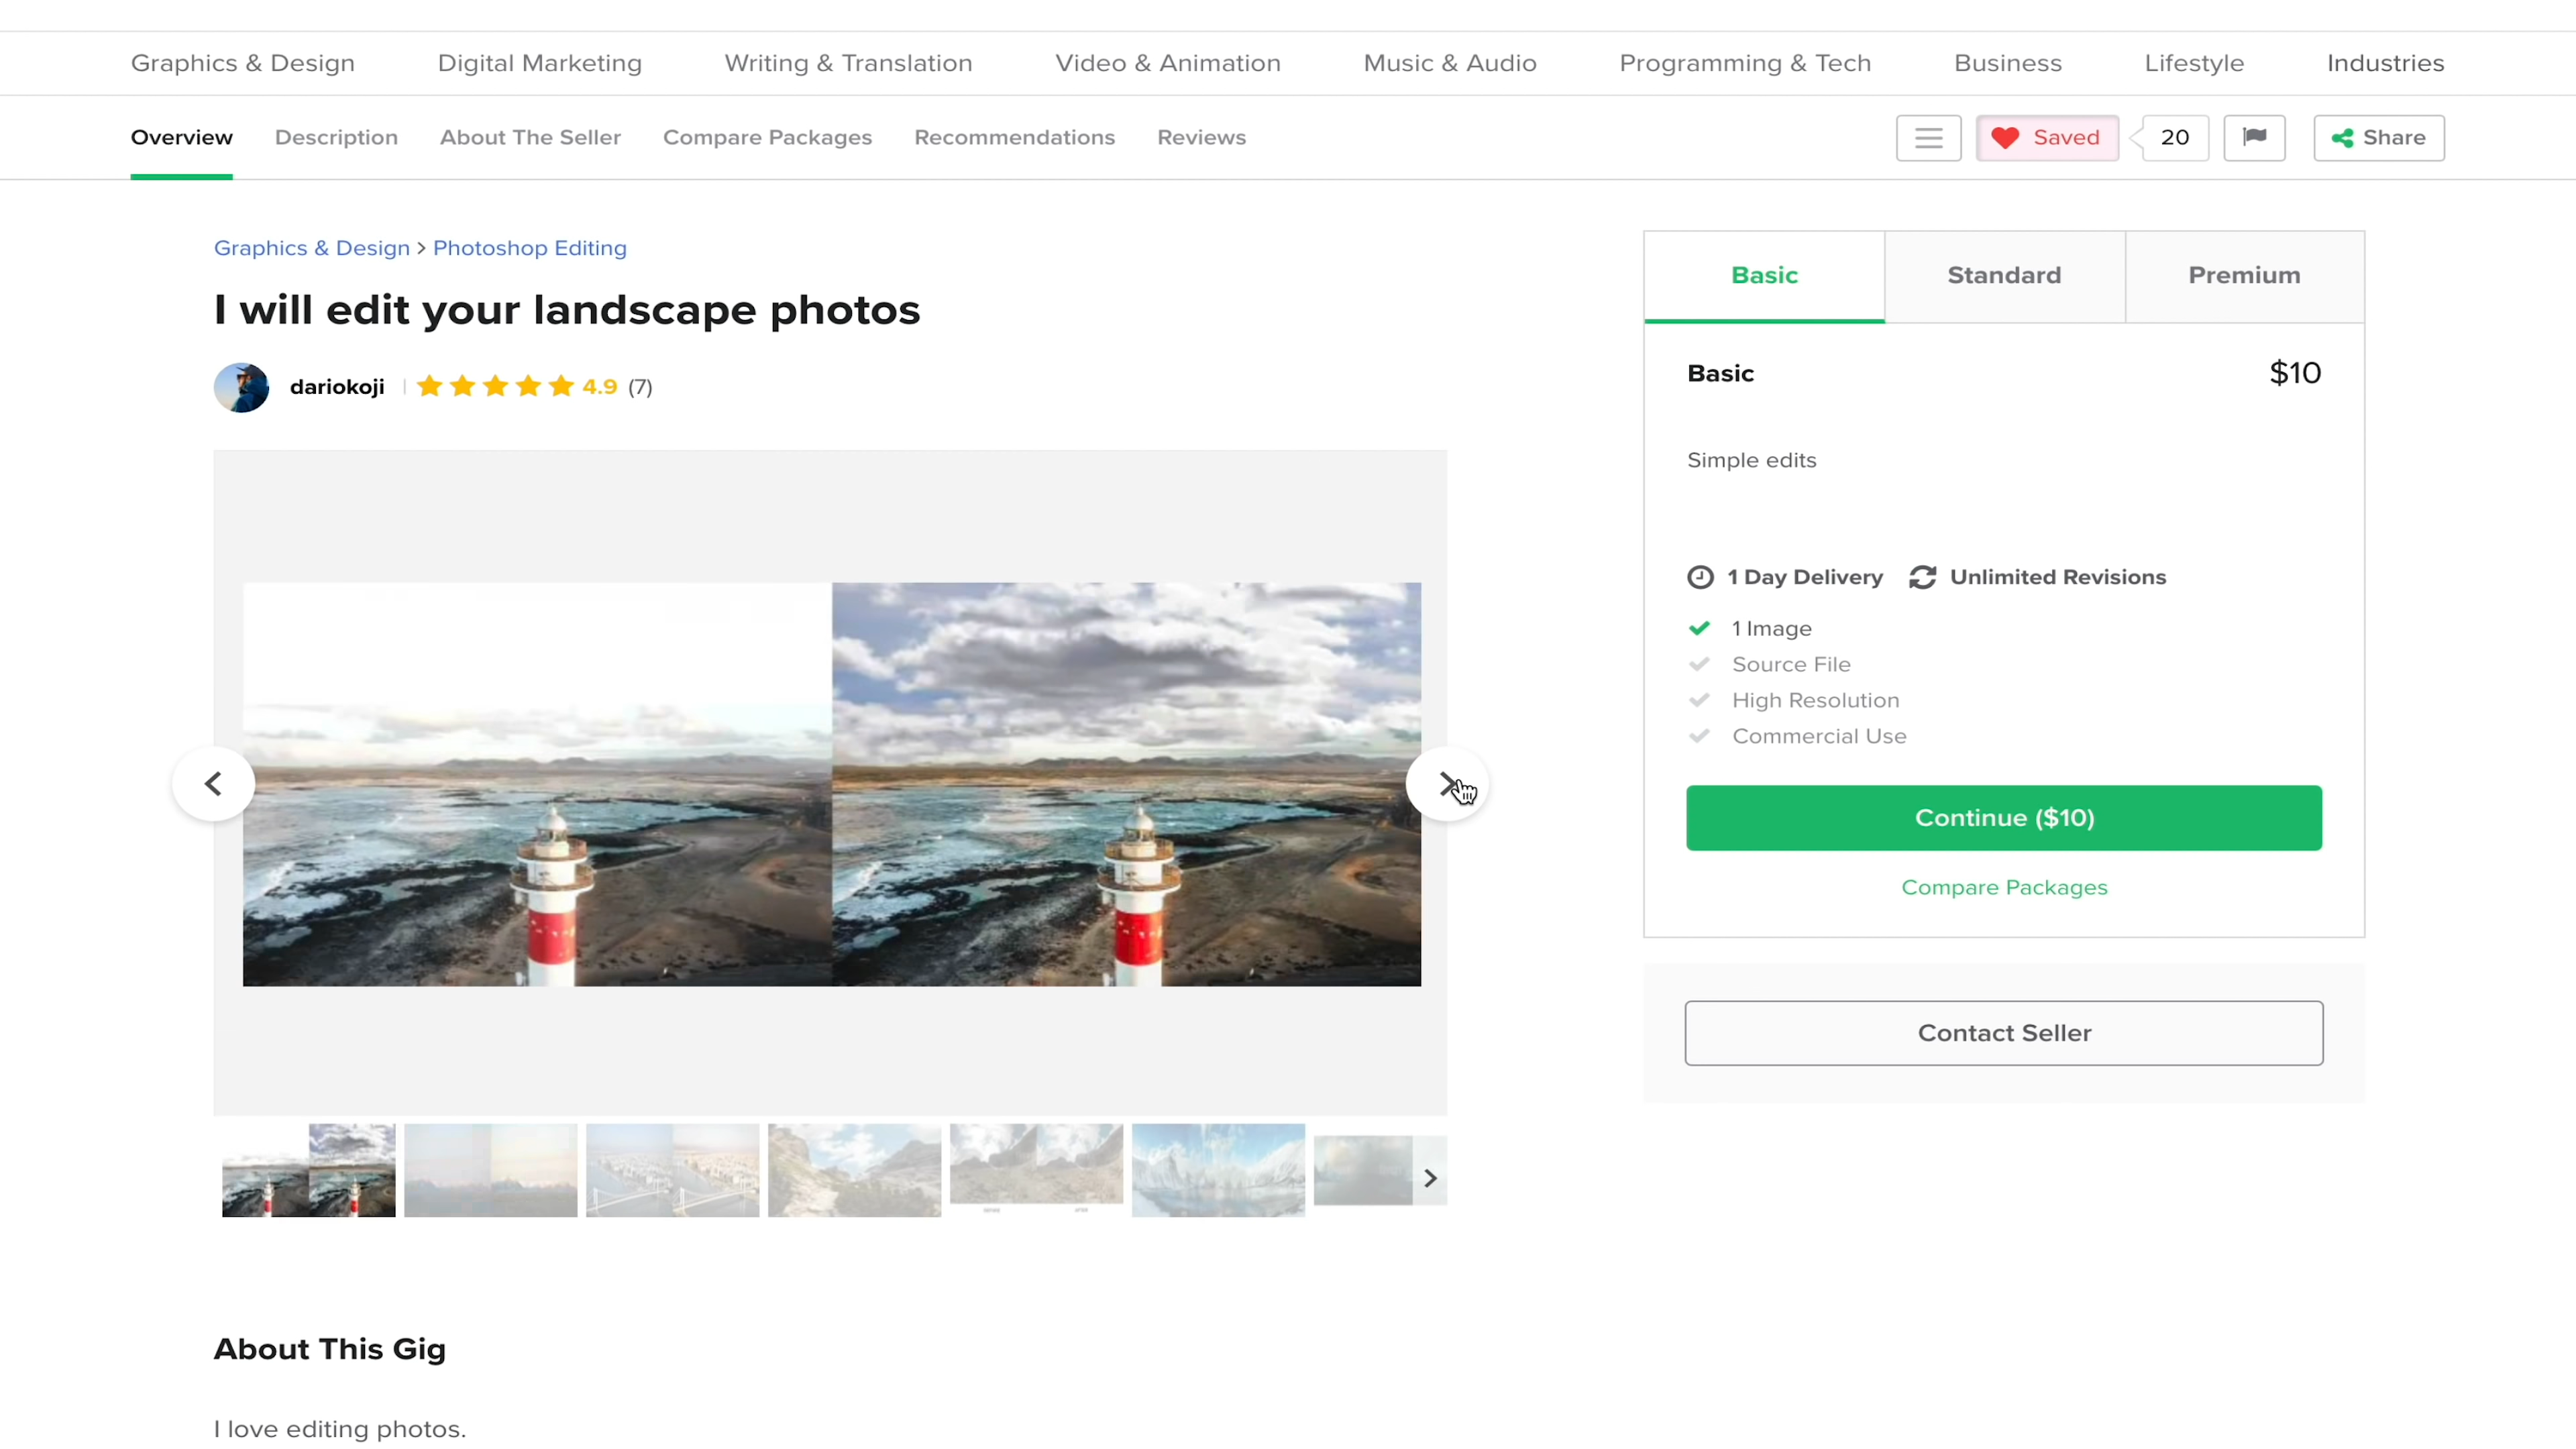 Graphics & Design Digital Marketing Writing & Translation Video & Animation Music & Audio Programming & Tech Business Lifestyle Industries
Overview Description About The Seller Compare Packages Recommendations Reviews Saved 20 Share
Graphics & Design > Photoshop Editing
I will edit your landscape photos
dariokoji 4.9 (7)
Basic Standard Premium
Basic $10
Simple edits
1 Day Delivery Unlimited Revisions
1 Image
Source File
High Resolution
Commercial Use
Continue ($10)
Compare Packages
Contact Seller
About This Gig
I love editing photos.